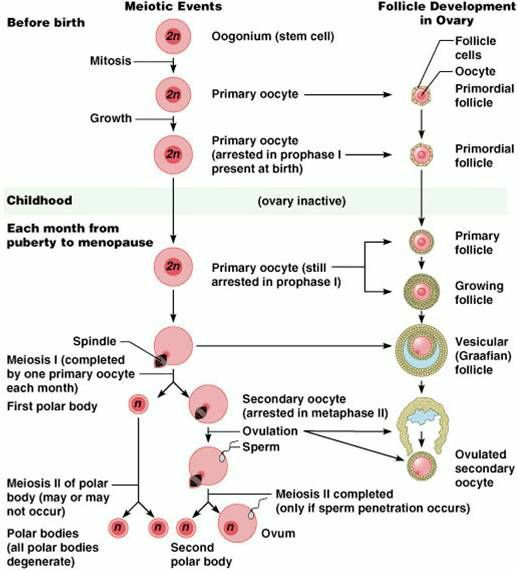 Meiotic Events
Follicle Development
in Ovary
Before birth
2n
Oogonium (stem cell)
Follicle
cells
Mitosis
Oocyte
2n
Primary oocyte
Primordial
follicle
Growth
2n
Primary oocyte
(arrested in prophase I
present at birth)
Primordial
follicle
Childhood
(ovary inactive)
Each month from
puberty to menopause
Primary
follicle
2n
Primary oocyte (still
arrested in prophase I)
Growing
follicle
Spindle
Meiosis I (completed
by one primary oocyte
each month)
Vesicular
(Graafian)
follicle
First polar body
n
Secondary oocyte
(arrested in metaphase II)
Ovulation
Sperm
Ovulated
secondary
oocyte
Meiosis II of polar
body (may or may
not occur)
Meiosis II completed
(only if sperm penetration occurs)
n
n
n
n
Polar bodies
(all polar bodies
degenerate)
Second
polar body
Ovum